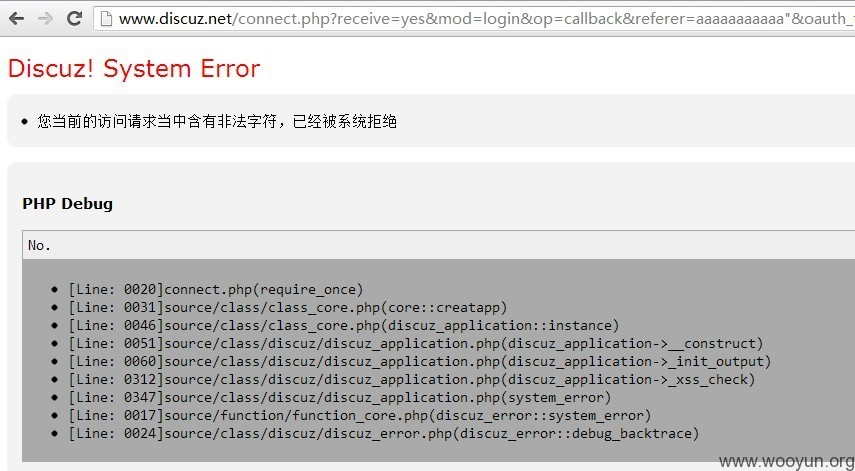 www.discuz.net/connect.php?receive=yes&mod=login&op=callback&referer=aaaaaaaaaaaa"&oauth_
Discuz! System Error
您当前的访问请求当中含有非法字符，已经被系统拒绝
PHP Debug
No.
[Line: 0020]connect.php(require_once)
[Line: 0031]source/class/class_core.php(core::creatapp)
[Line: 0046]source/class/class_core.php(discuz_application::instance)
[Line: 0051]source/class/discuz/discuz_application.php(discuz_application->__construct)
[Line: 0060]source/class/discuz/discuz_application.php(discuz_application->_init_output)
[Line: 0312]source/class/discuz/discuz_application.php(discuz_application->_xss_check)
[Line: 0347]source/class/discuz/discuz_application.php(system_error)
[Line: 0017]source/function/function_core.php(discuz_error::system_error)
[Line: 0024]source/class/discuz/discuz_error.php(discuz_error::debug_backtrace)
www.wooyun.org